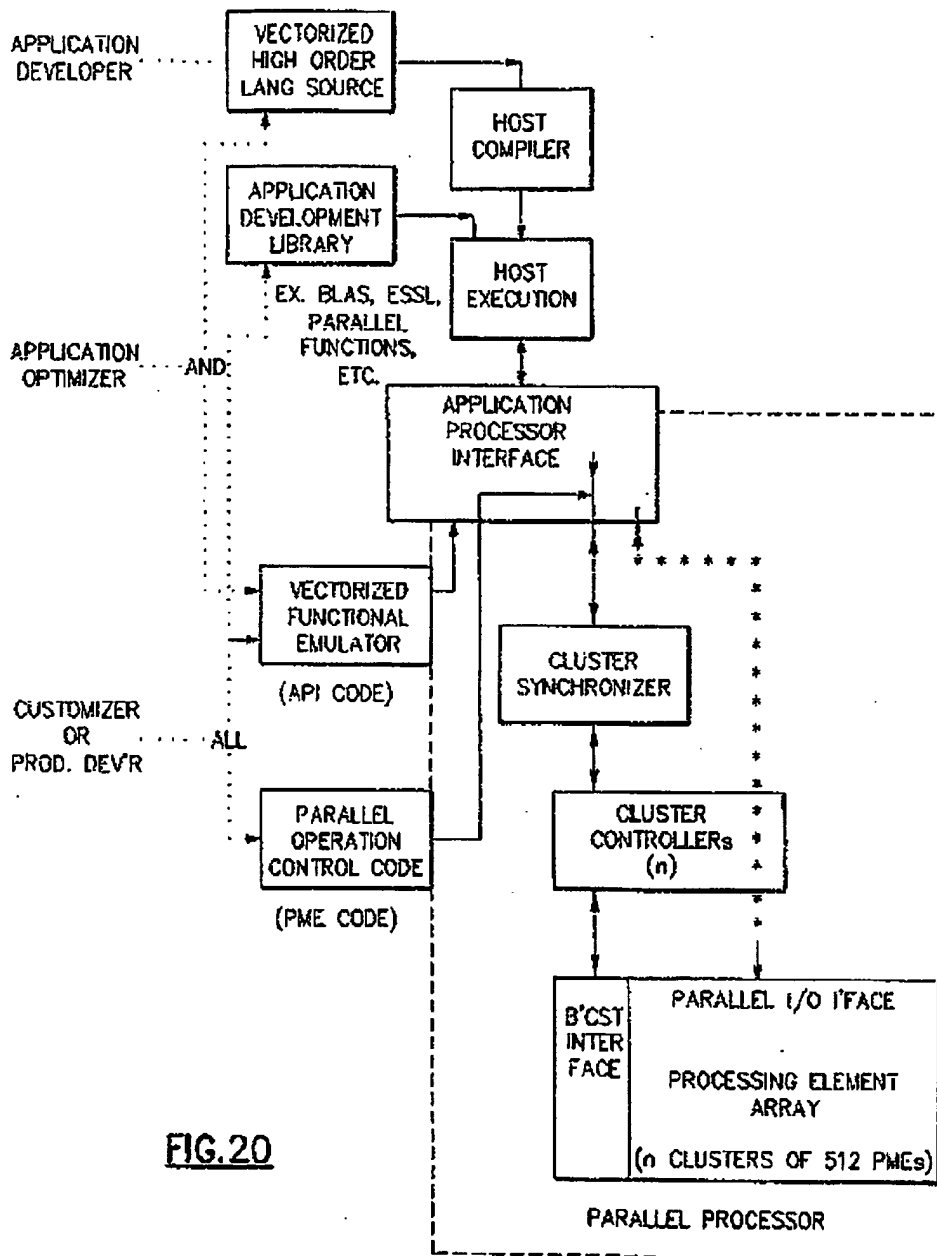 APPLICATION
DEVELOPER
VECTORIZED
HIGH ORDER
LANG SOURCE
HOST
COMPILER
APPLICATION
DEVELOPMENT
LIBRARY
HOST
EXECUTION
EX. BLAS, ESSL,
PARALLEL
FUNCTIONS,
ETC.
APPLICATION
OPTIMIZER
AND
APPLICATION
PROCESSOR
INTERFACE
VECTORIZED
FUNCTIONAL
EMULATOR
(API CODE)
CLUSTER
SYNCHRONIZER
CUSTOMIZER
OR
PROD. DEV'R
ALL
PARALLEL
OPERATION
CONTROL CODE
(PME CODE)
CLUSTER
CONTROLLERs
(n)
B'CST
INTER
FACE
PARALLEL I/O I'FACE
PROCESSING ELEMENT
ARRAY
(n CLUSTERS OF 512 PMEs)
FIG.20
PARALLEL PROCESSOR